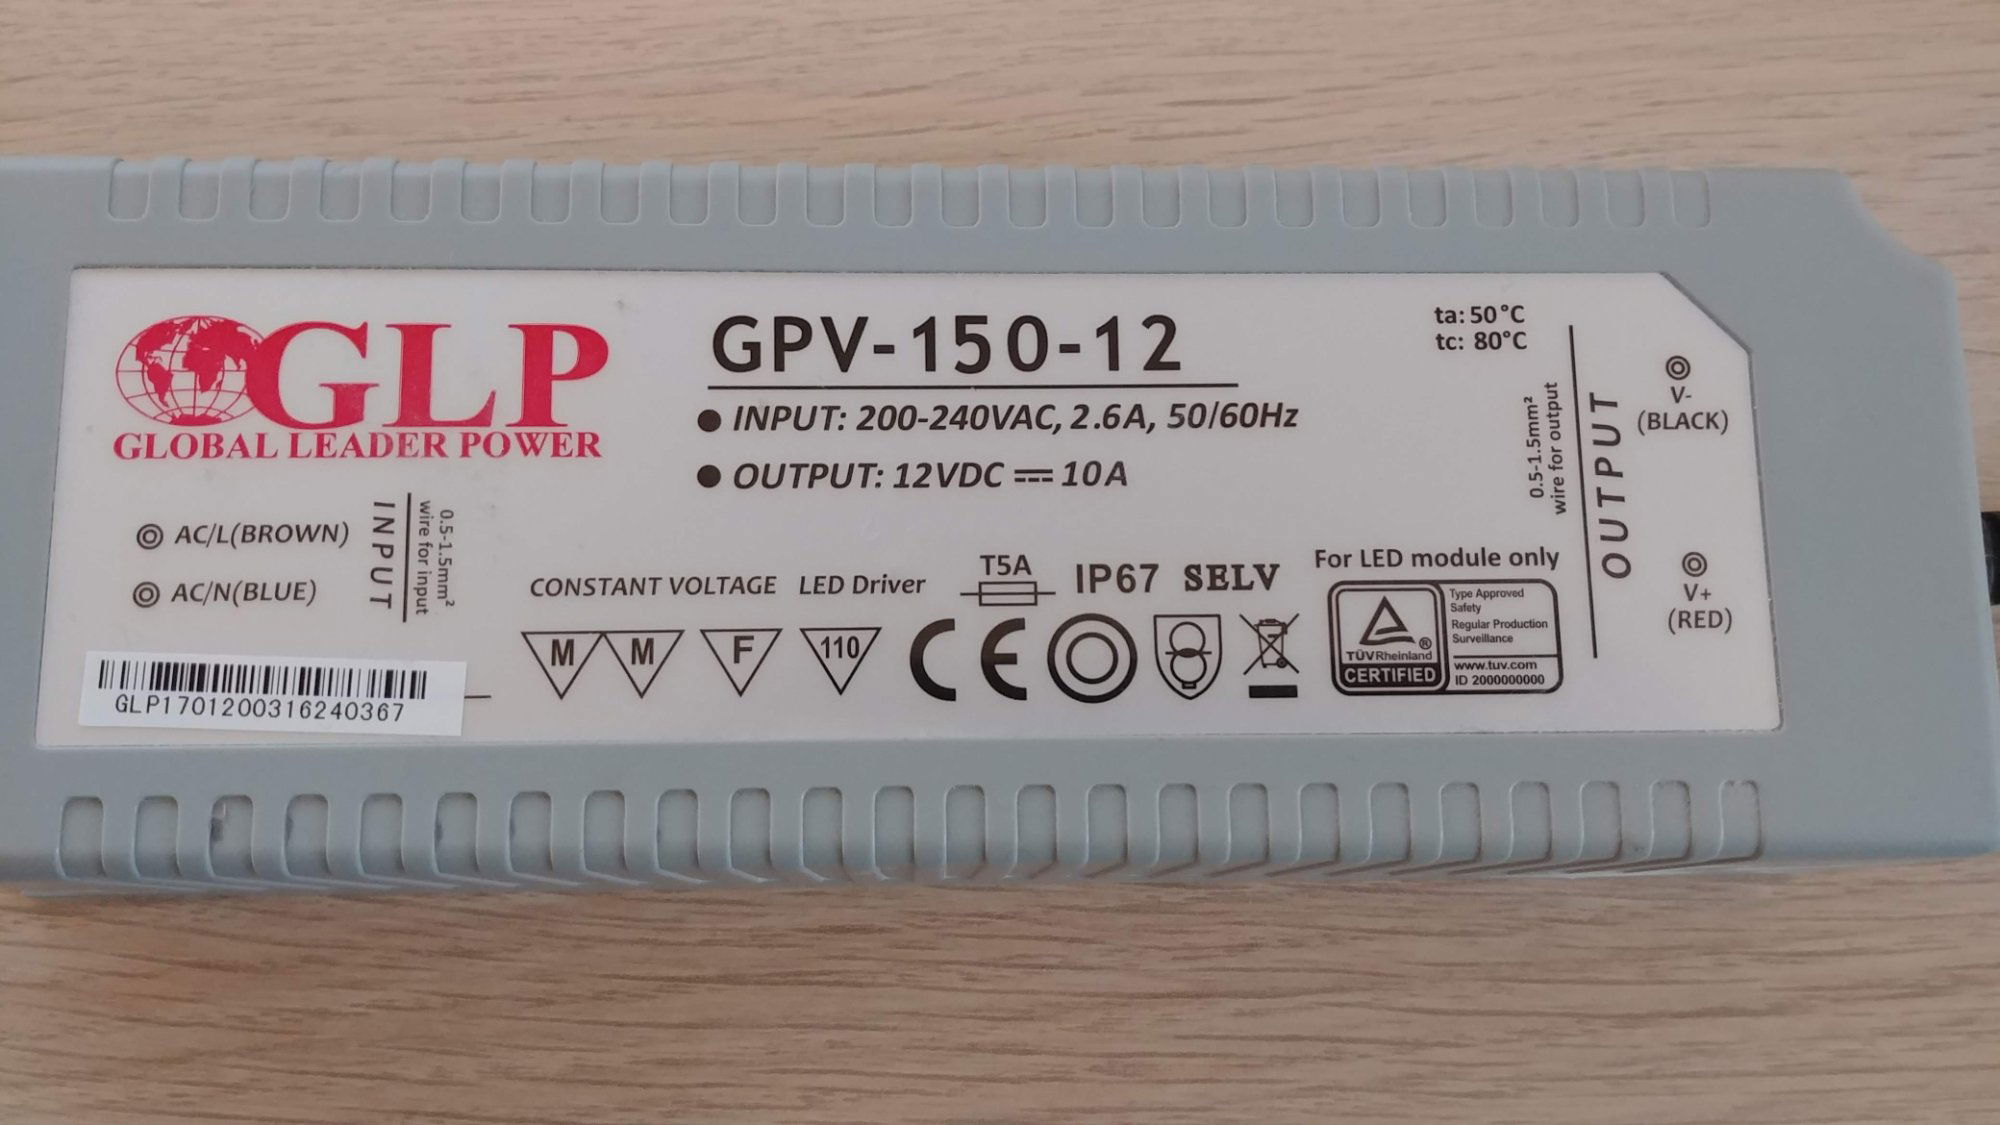 GLP
GLOBAL LEADER POWER
GPV-150-12
● INPUT: 200-240VAC, 2.6A, 50/60Hz
● OUTPUT: 12VDC ⎓ 10A
ta: 50°C
tc: 80°C
AC/L(BROWN)
AC/N(BLUE)
INPUT
0.5-1.5mm²
wire for input
GLP1701200316240367
CONSTANT VOLTAGE LED Driver
T5A
IP67 SELV
M M F 110 CE
For LED module only
TÜVRheinland®
CERTIFIED
Type Approved
Safety
Regular Production
Surveillance
www.tuv.com
ID 2000000000
0.5-1.5mm²
wire for output
OUTPUT
V-
(BLACK)
V+
(RED)